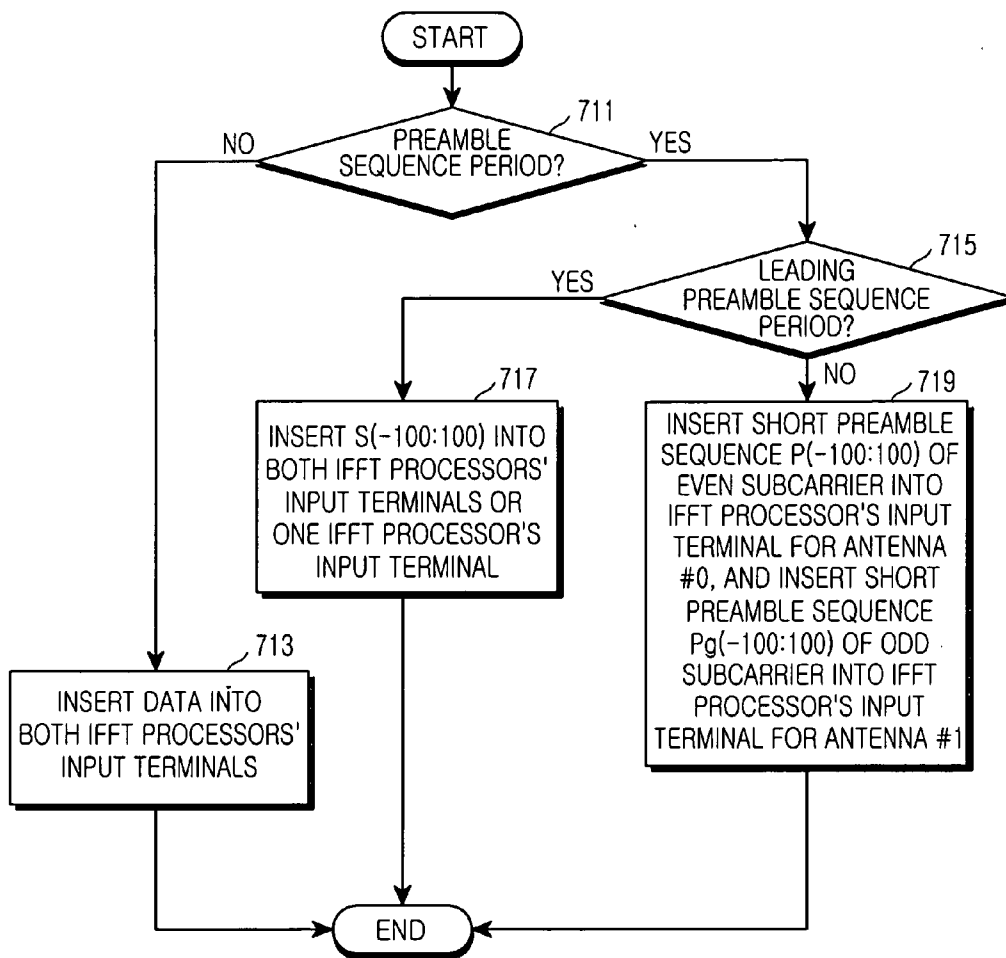 START
711
PREAMBLE
SEQUENCE PERIOD?
NO
YES
715
LEADING
PREAMBLE SEQUENCE
PERIOD?
YES
NO
717
INSERT S(-100:100) INTO
BOTH IFFT PROCESSORS'
INPUT TERMINALS OR
ONE IFFT PROCESSOR'S
INPUT TERMINAL
719
INSERT SHORT PREAMBLE
SEQUENCE P(-100:100) OF
EVEN SUBCARRIER INTO
IFFT PROCESSOR'S INPUT
TERMINAL FOR ANTENNA
#0, AND INSERT SHORT
PREAMBLE SEQUENCE
Pg(-100:100) OF ODD
SUBCARRIER INTO IFFT
PROCESSOR'S INPUT
TERMINAL FOR ANTENNA #1
713
INSERT DATA INTO
BOTH IFFT PROCESSORS'
INPUT TERMINALS
END